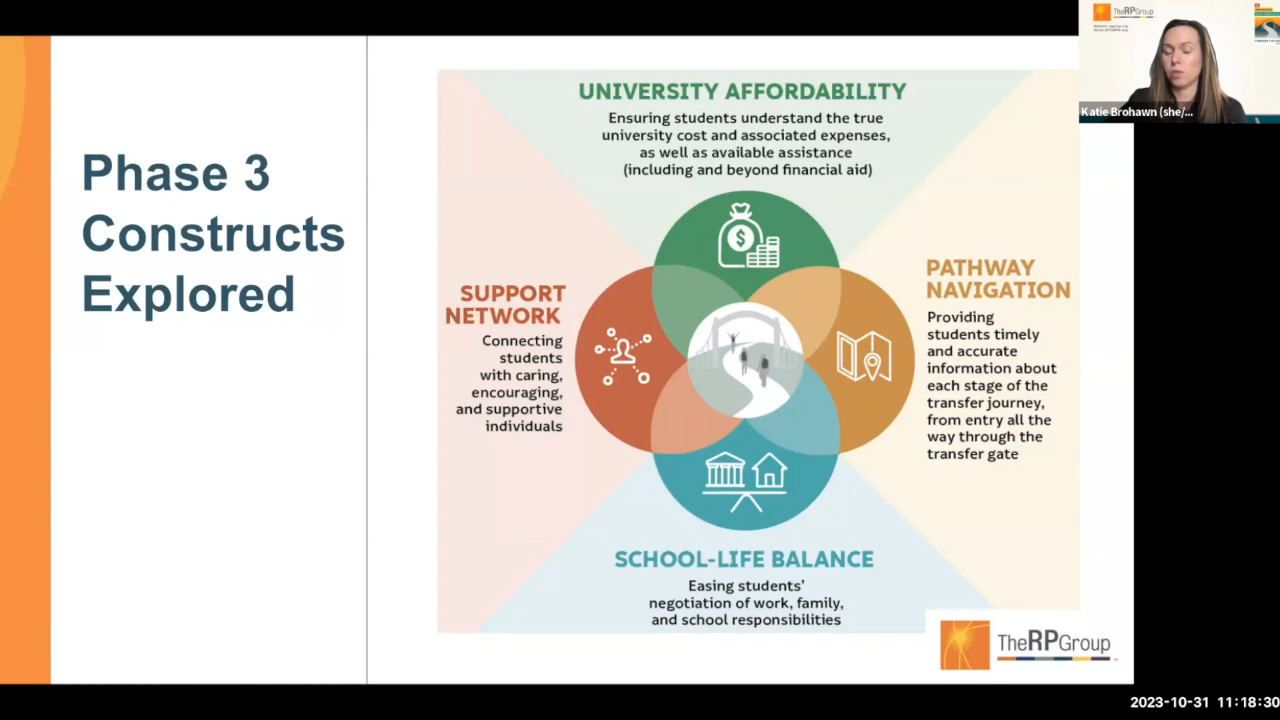 Phase 3
Constructs
Explored
UNIVERSITY AFFORDABILITY
Ensuring students understand the true
university cost and associated expenses,
as well as available assistance
(including and beyond financial aid)
$
SUPPORT
NETWORK
Connecting
students
with caring,
encouraging,
and supportive
individuals
PATHWAY
NAVIGATION
Providing
students timely
and accurate
information about
each stage of the
transfer journey,
from entry all the
way through the
transfer gate
SCHOOL-LIFE BALANCE
Easing students’
negotiation of work, family,
and school responsibilities
TheRPGroup
TheRPGroup
Katie Brohawn (she/...
2023-10-31 11:18:30